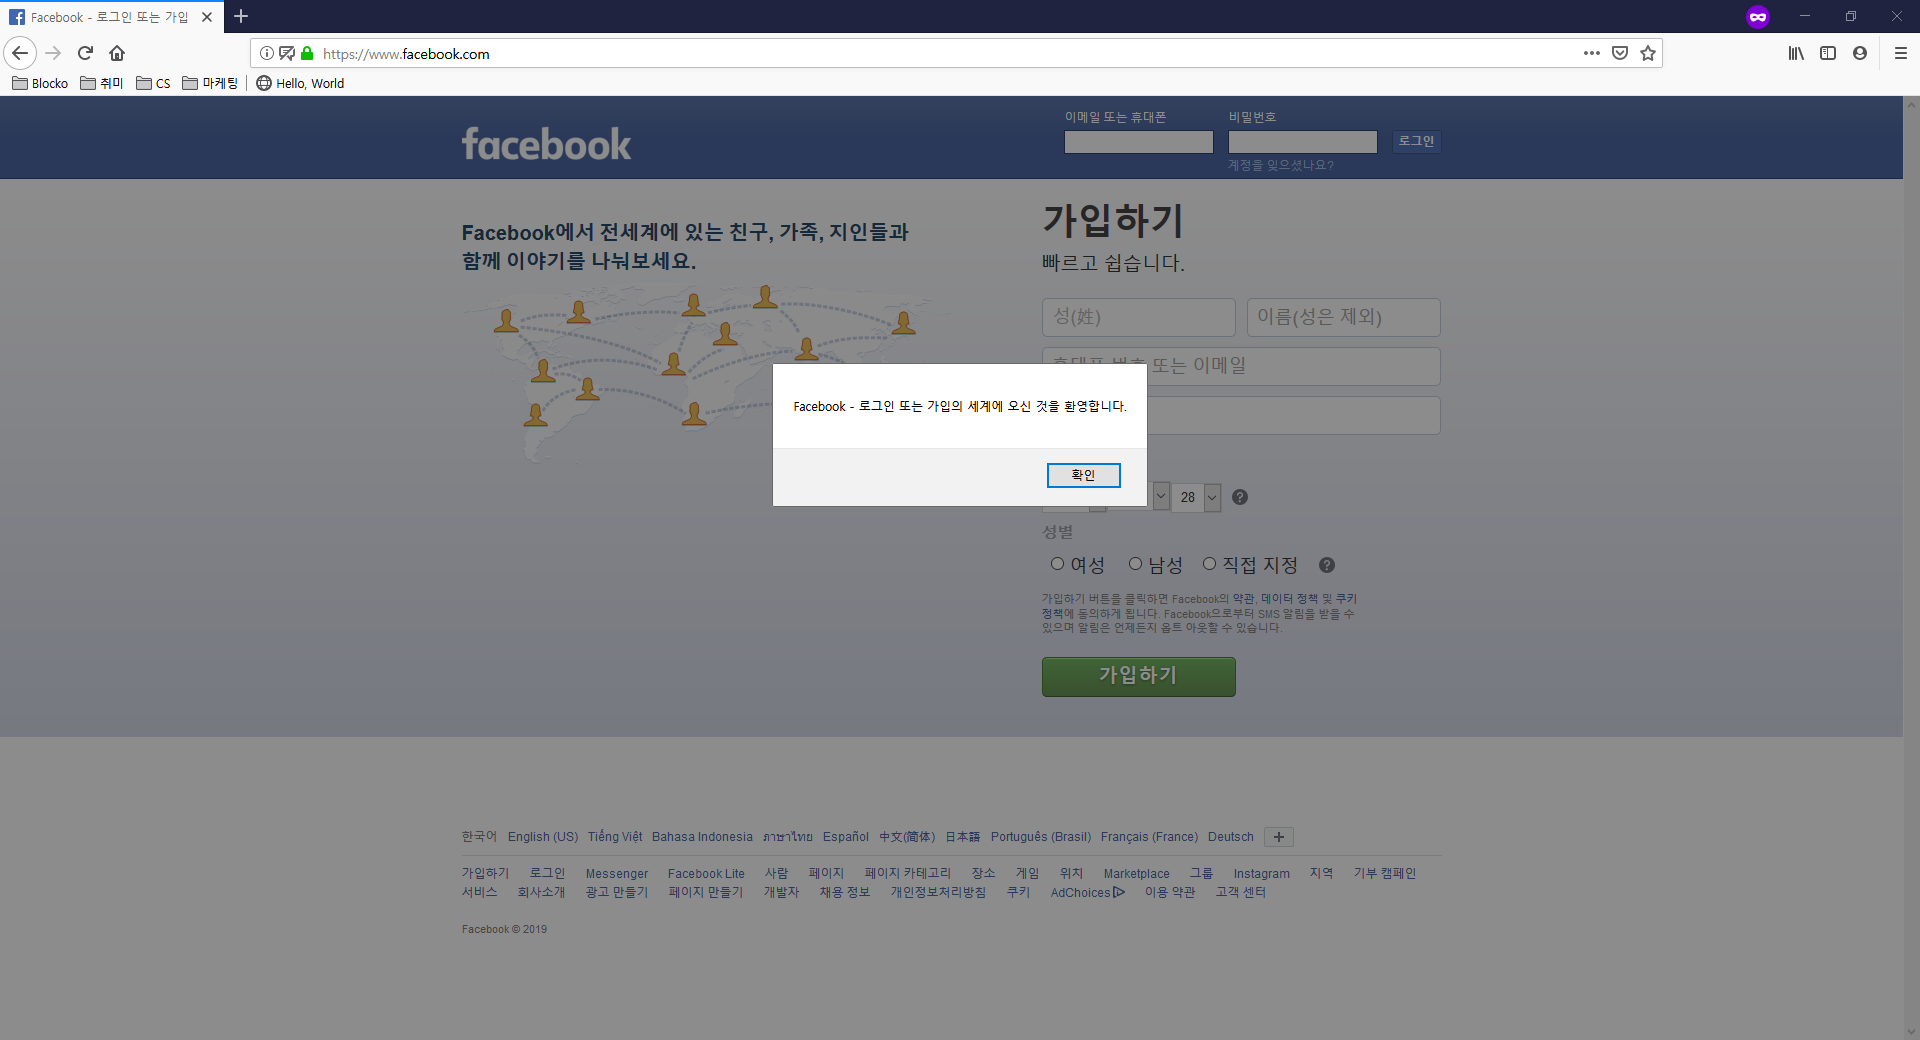 Facebook - 로그인 또는 가입
https://www.facebook.com
Blocko 취미 CS 마케팅 Hello, World
facebook
이메일 또는 휴대폰 비밀번호
로그인
계정을 잊으셨나요?
Facebook에서 전세계에 있는 친구, 가족, 지인들과
함께 이야기를 나눠보세요.
가입하기
빠르고 쉽습니다.
성(姓) 이름(성은 제외)
또는 이메일
Facebook - 로그인 또는 가입의 세계에 오신 것을 환영합니다.
확인
28
성별
여성 남성 직접 지정
가입하기 버튼을 클릭하면 Facebook의 약관, 데이터 정책 및 쿠키
정책에 동의하게 됩니다. Facebook으로부터 SMS 알림을 받을 수
있으며 알림은 언제든지 옵트 아웃할 수 있습니다.
가입하기
한국어 English (US) Tiếng Việt Bahasa Indonesia ภาษาไทย Español 中文(简体) 日本語 Português (Brasil) Français (France) Deutsch
가입하기 로그인 Messenger Facebook Lite 사람 페이지 페이지 카테고리 장소 게임 위치 Marketplace 그룹 Instagram 지역 기부 캠페인
서비스 회사소개 광고 만들기 페이지 만들기 개발자 채용 정보 개인정보처리방침 쿠키 AdChoices 이용 약관 고객 센터
Facebook © 2019